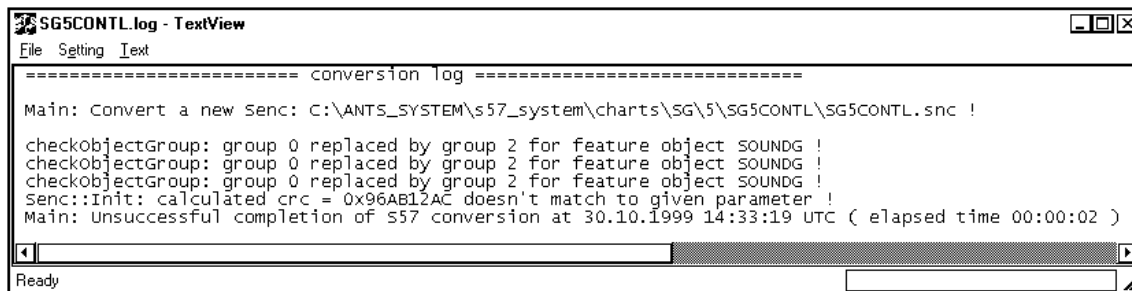 SG5CONTL.log - TextView
File Setting Text
========================= conversion log ==============================
Main: Convert a new Senc: C:\ANTS_SYSTEM\s57_system\charts\SG\5\SG5CONTL\SG5CONTL.snc !
checkObjectGroup: group 0 replaced by group 2 for feature object SOUNDG !
checkObjectGroup: group 0 replaced by group 2 for feature object SOUNDG !
checkObjectGroup: group 0 replaced by group 2 for feature object SOUNDG !
Senc::Init: calculated crc = 0x96AB12AC doesn't match to given parameter !
Main: Unsuccessful completion of S57 conversion at 30.10.1999 14:33:19 UTC ( elapsed time 00:00:02 )
Ready